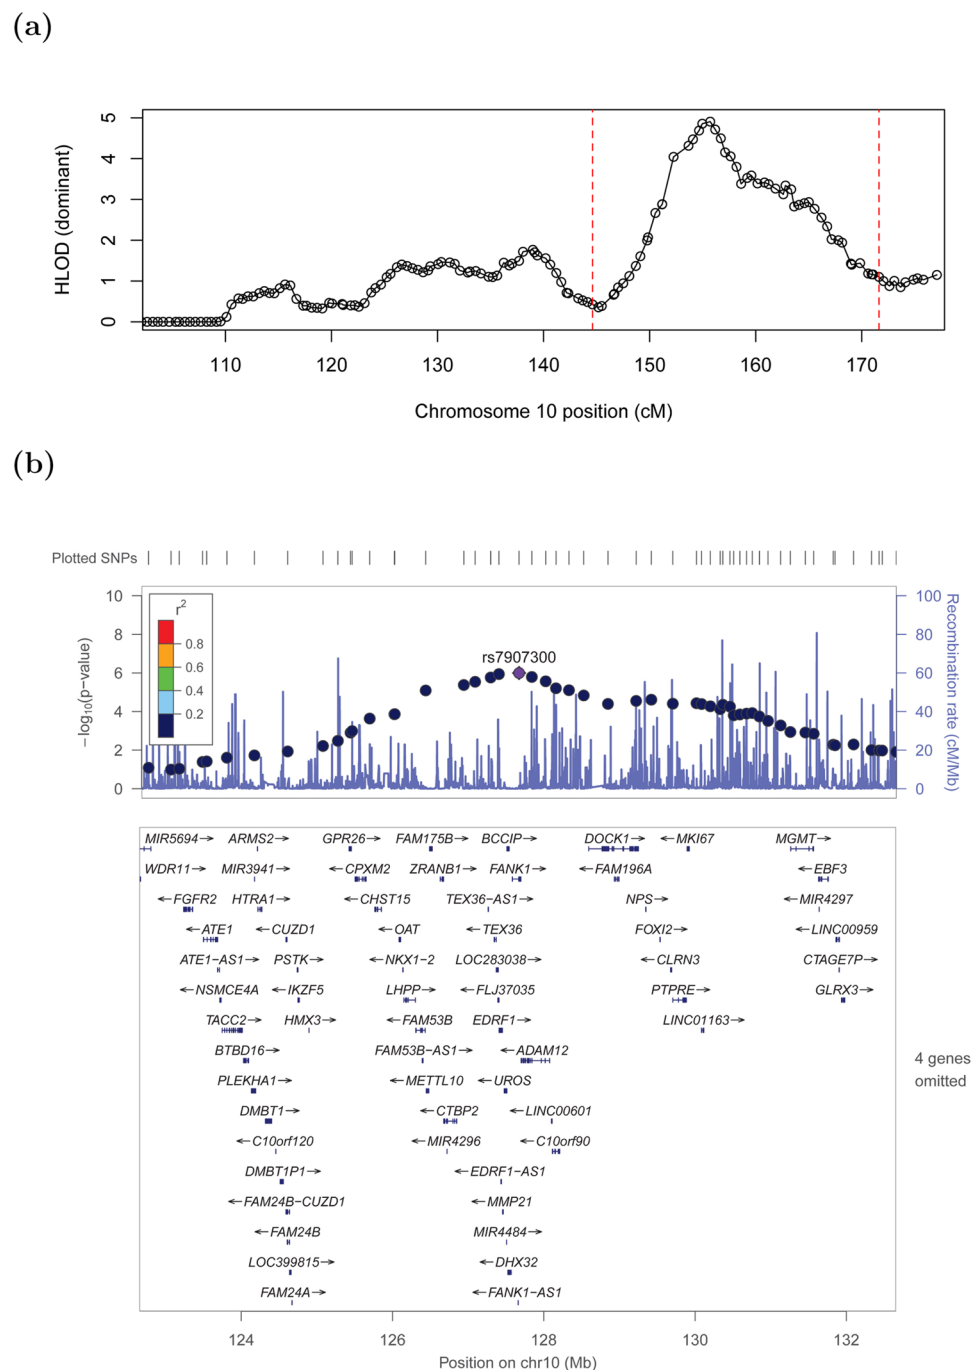 (a)
HLOD (dominant)
5
4
3
2
1
0
110 120 130 140 150 160 170
Chromosome 10 position (cM)
(b)
Plotted SNPs
−log10(p−value)
10
8
6
4
2
0
r2
0.8
0.6
0.4
0.2
rs7907300
100
80
60
40
20
0
Recombination rate (cM/Mb)
MIR5694→ ARMS2→ GPR26→ FAM175B→ BCCIP→ DOCK1→ ←MKI67 MGMT→
WDR11→ MIR3941→ ←CPXM2 ZRANB1→ FANK1→ ←FAM196A ←EBF3
←FGFR2 HTRA1→ ←CHST15 TEX36−AS1→ NPS→ ←MIR4297
←ATE1 ←CUZD1 ←OAT ←TEX36 FOXI2→ ←LINC00959
ATE1−AS1→ PSTK→ ←NKX1−2 LOC283038→ ←CLRN3 CTAGE7P→
←NSMCE4A ←IKZF5 LHPP→ ←FLJ37035 PTPRE→ GLRX3→
TACC2→ HMX3→ ←FAM53B EDRF1→ LINC01163→
BTBD16→ FAM53B−AS1→ ←ADAM12
PLEKHA1→ ←METTL10 ←UROS
DMBT1→ ←CTBP2 ←LINC00601
←C10orf120 ←MIR4296 ←C10orf90
DMBT1P1→ ←EDRF1−AS1
←FAM24B−CUZD1 ←MMP21
←FAM24B MIR4484→
LOC399815→ ←DHX32
FAM24A→ ←FANK1−AS1
4 genes
omitted
124 126 128 130 132
Position on chr10 (Mb)